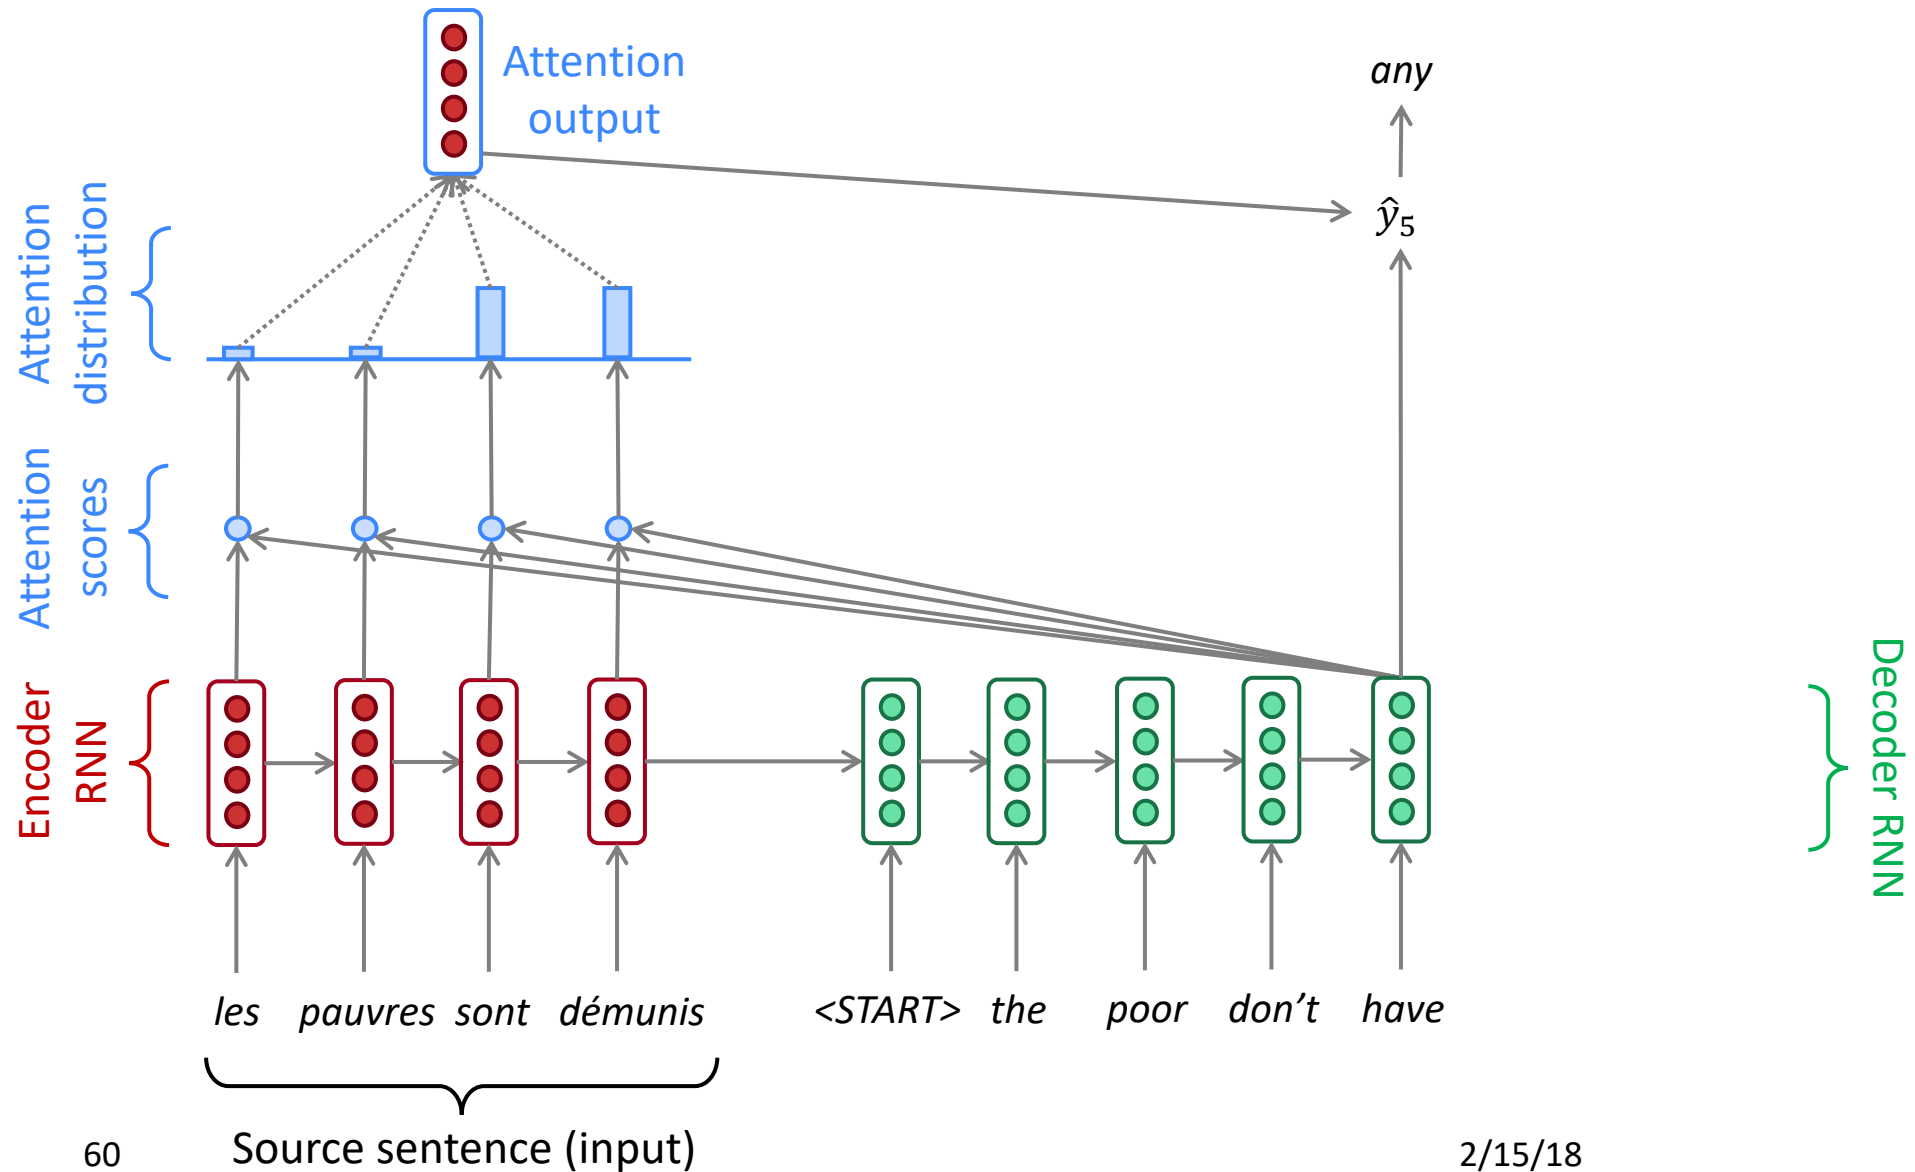 Attention
output
any
Attention
distribution
ŷ₅
Attention
scores
Encoder
RNN
Decoder RNN
les pauvres sont démunis <START> the poor don't have
Source sentence (input)
60
2/15/18